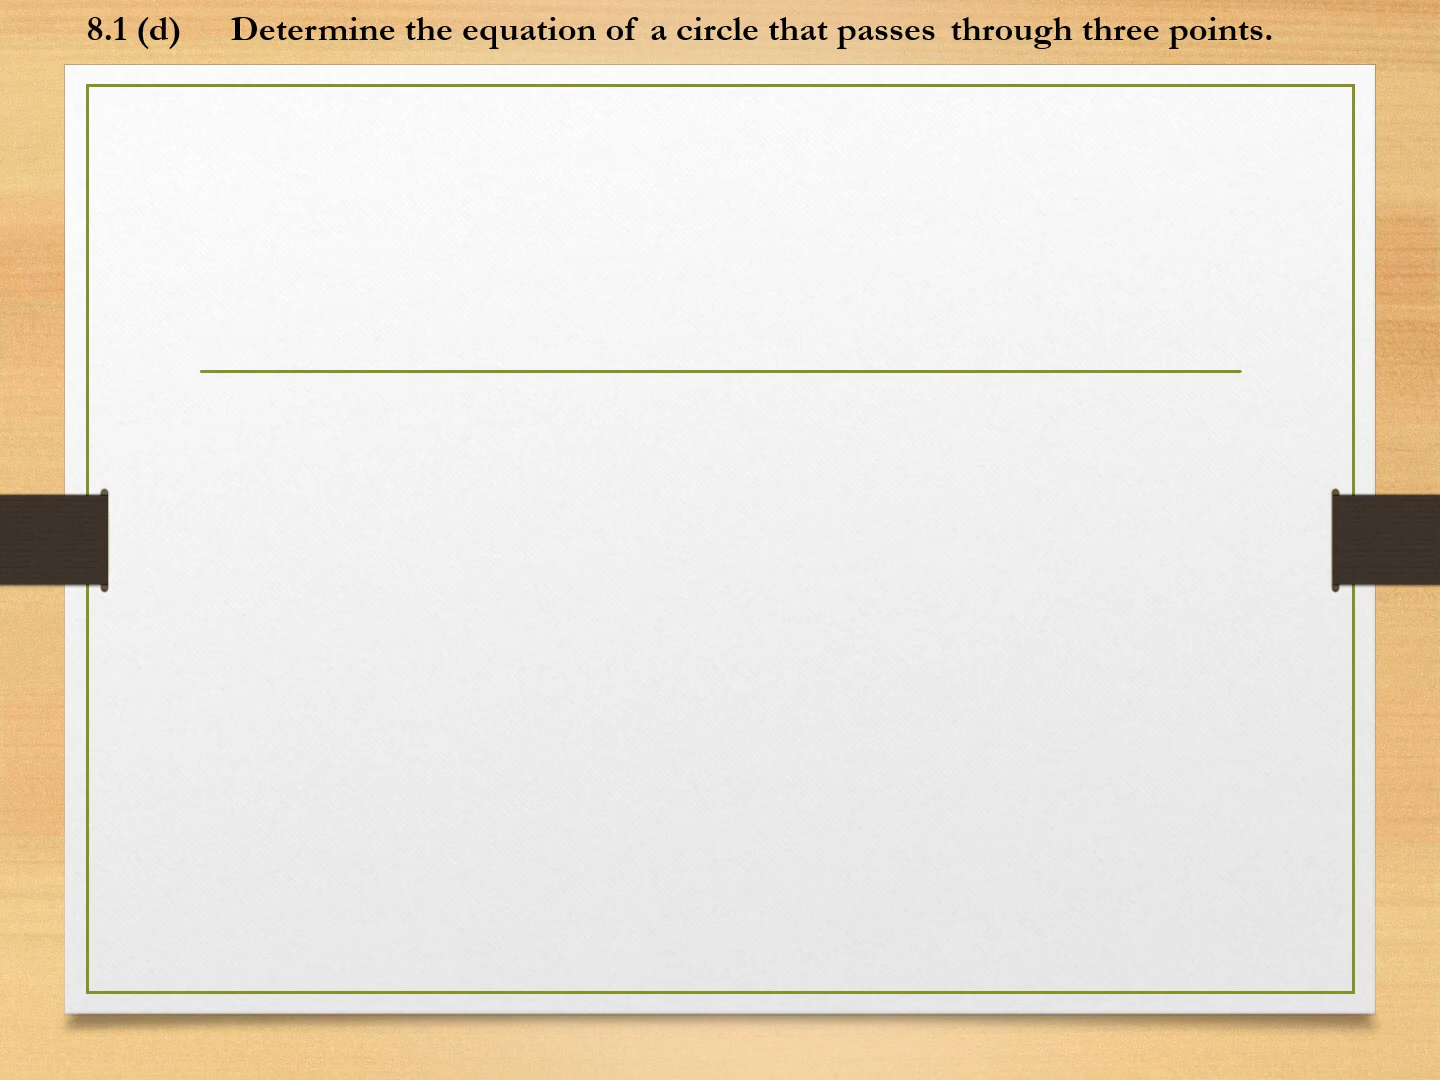 8.1 (d) Determine the equation of a circle that passes through three points.